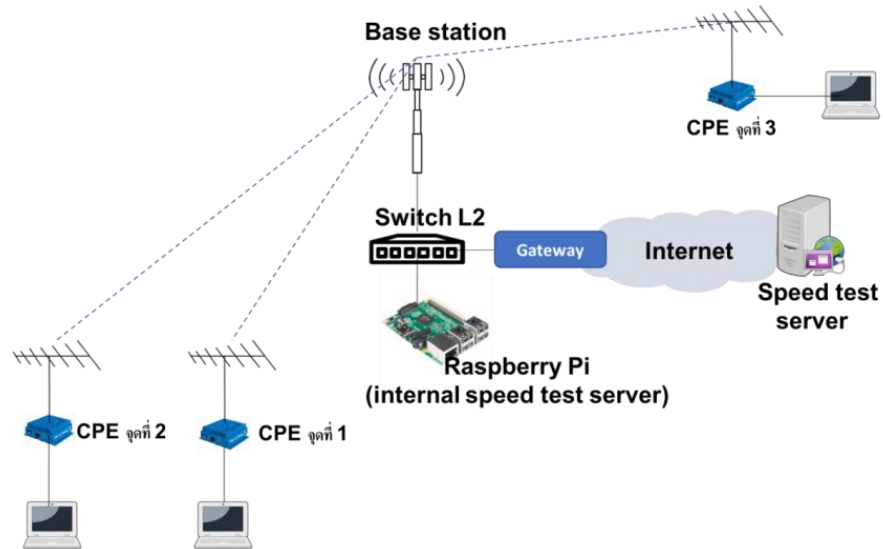 Base station
CPE จุดที่ 3
Switch L2
Gateway
Internet
Speed test
server
Raspberry Pi
(internal speed test server)
CPE จุดที่ 2
CPE จุดที่ 1